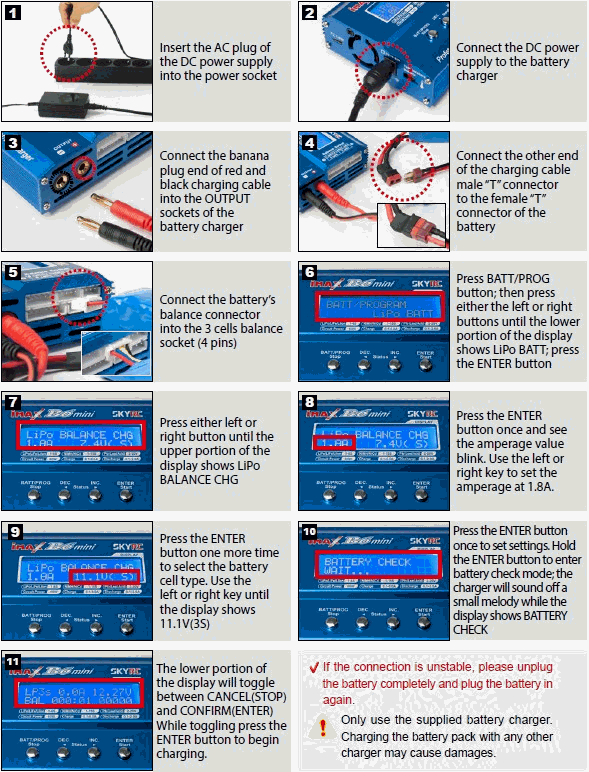 1
Insert the AC plug of
the DC power supply
into the power socket
2
Connect the DC power
supply to the battery
charger
3
OUTPUT
Connect the banana
plug end of red and
black charging cable
into the OUTPUT
sockets of the
battery charger
4
Connect the other end
of the charging cable
male “T” connector
to the female “T”
connector of the
battery
5
Connect the battery’s
balance connector
into the 3 cells balance
socket (4 pins)
6
iMAX B6mini SKYRC
BATT/PROGRAM
LiPo BATT
BATT/PROG DEC. INC. ENTER
Stop Status Start
Press BATT/PROG
button; then press
either the left or right
buttons until the lower
portion of the display
shows LiPo BATT; press
the ENTER button
7
iMAX B6mini SKYRC
LiPo BALANCE CHG
1.0A 7.4V( S)
BATT/PROG DEC. INC. ENTER
Stop Status Start
Press either left or
right button until the
upper portion of the
display shows LiPo
BALANCE CHG
8
iMAX B6mini SKYRC
LiPo BALANCE CHG
1.8A 7.4V( S)
BATT/PROG DEC. INC. ENTER
Stop Status Start
Press the ENTER
button once and see
the amperage value
blink. Use the left or
right key to set the
amperage at 1.8A.
9
iMAX B6mini SKYRC
LiPo BALANCE CHG
1.0A 11.1V( S)
BATT/PROG DEC. INC. ENTER
Stop Status Start
Press the ENTER
button one more time
to select the battery
cell type. Use the
left or right key until
the display shows
11.1V(3S)
10
iMAX B6mini SKYRC
BATTERY CHECK
WAIT...
BATT/PROG DEC. INC. ENTER
Stop Status Start
Press the ENTER button
once to set settings. Hold
the ENTER button to enter
battery check mode; the
charger will sound off a
small melody while the
display shows BATTERY
CHECK
11
iMAX B6mini SKYRC
LP3s 0.0A 12.27V
BAL 000:01 00000
BATT/PROG DEC. INC. ENTER
Stop Status Start
The lower portion of
the display will toggle
between CANCEL(STOP)
and CONFIRM(ENTER)
While toggling press the
ENTER button to begin
charging.
If the connection is unstable, please unplug
the battery completely and plug the battery in
again.
Only use the supplied battery charger.
Charging the battery pack with any other
charger may cause damages.